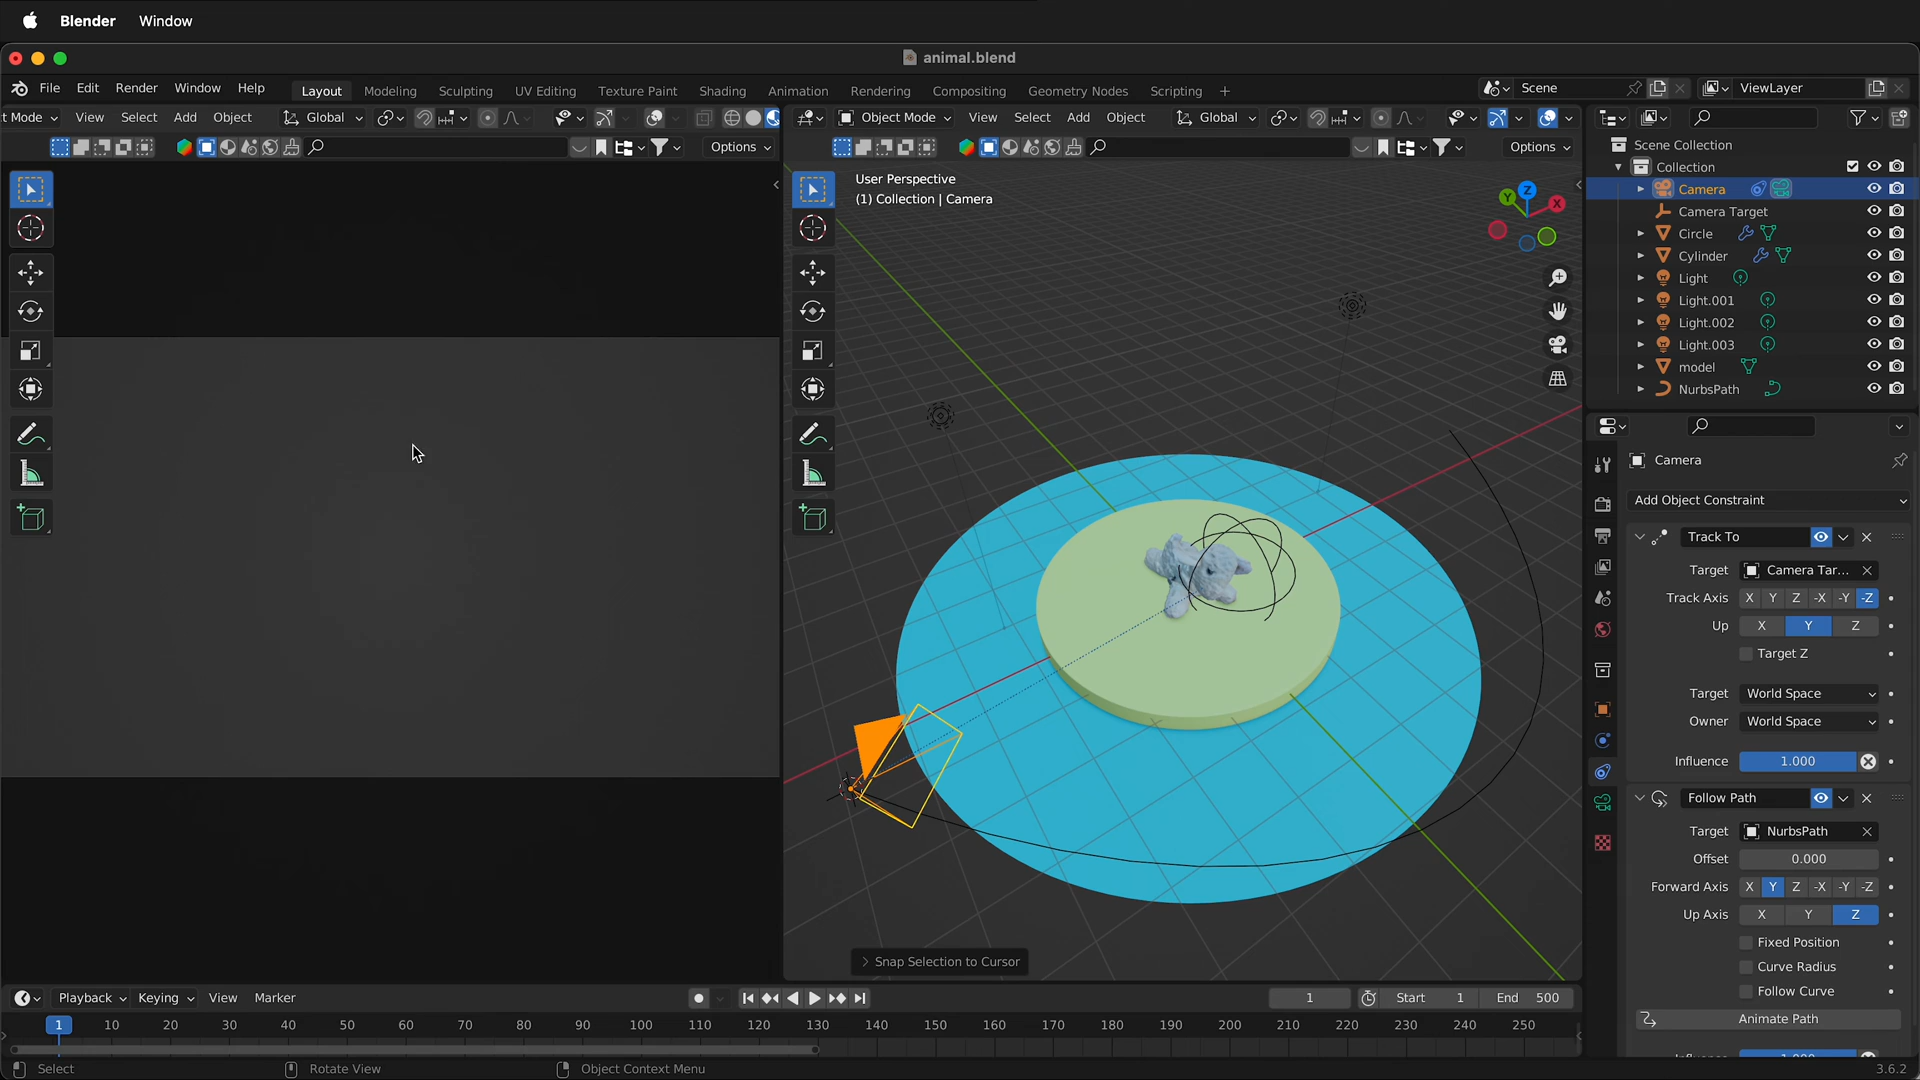 Blender Window
animal.blend
File Edit Render Window Help Layout Modeling Sculpting UV Editing Texture Paint Shading Animation Rendering Compositing Geometry Nodes Scripting + Scene ViewLayer
t Mode View Select Add Object Global
Object Mode View Select Add Object Global
Options
Options
User Perspective
(1) Collection | Camera
Z
Y
X
Scene Collection
Collection
Camera
Camera Target
Circle
Cylinder
Light
Light.001
Light.002
Light.003
model
NurbsPath
Camera
Add Object Constraint
Track To
Target Camera Tar...
Track Axis X Y Z -X -Y -Z
Up X Y Z
Target Z
Target World Space
Owner World Space
Influence 1.000
Follow Path
Target NurbsPath
Offset 0.000
Forward Axis X Y Z -X -Y -Z
Up Axis X Y Z
Fixed Position
Curve Radius
Follow Curve
Animate Path
Snap Selection to Cursor
Playback Keying View Marker 1 Start 1 End 500
1 10 20 30 40 50 60 70 80 90 100 110 120 130 140 150 160 170 180 190 200 210 220 230 240 250
Select Rotate View Object Context Menu 3.6.2